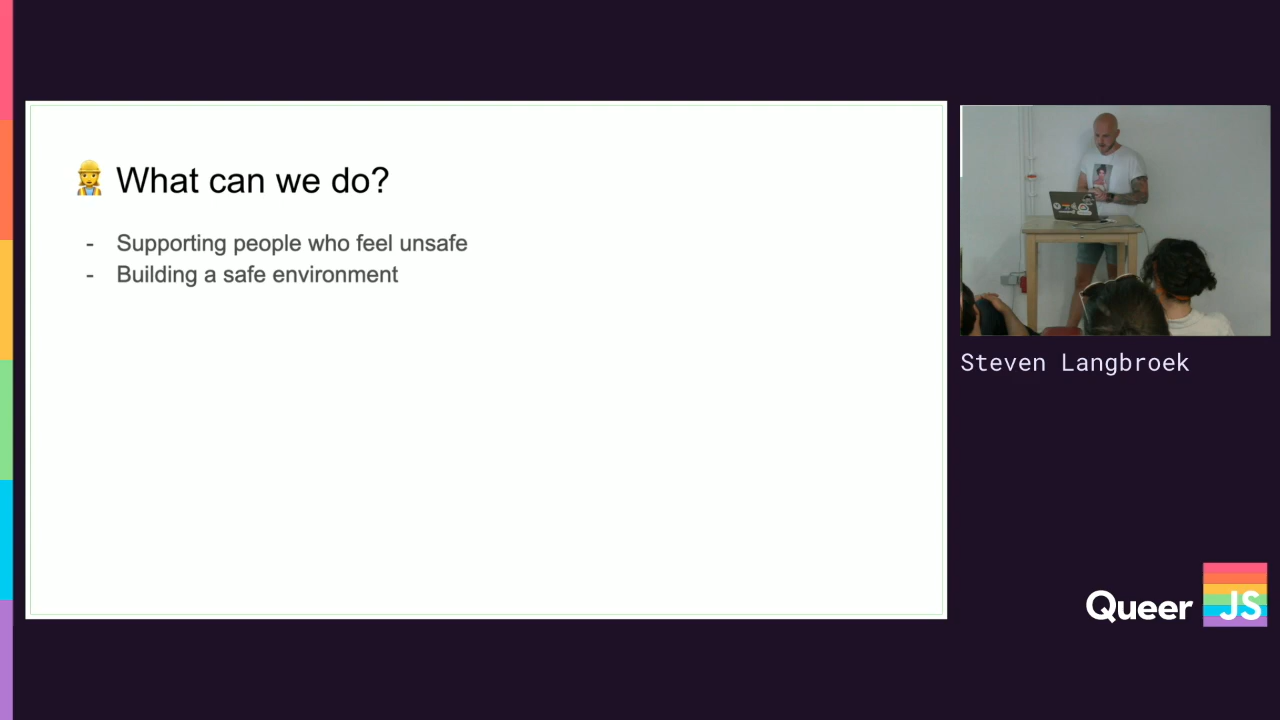 👷‍♀️ What can we do?
- Supporting people who feel unsafe
- Building a safe environment
Steven Langbroek
Queer JS